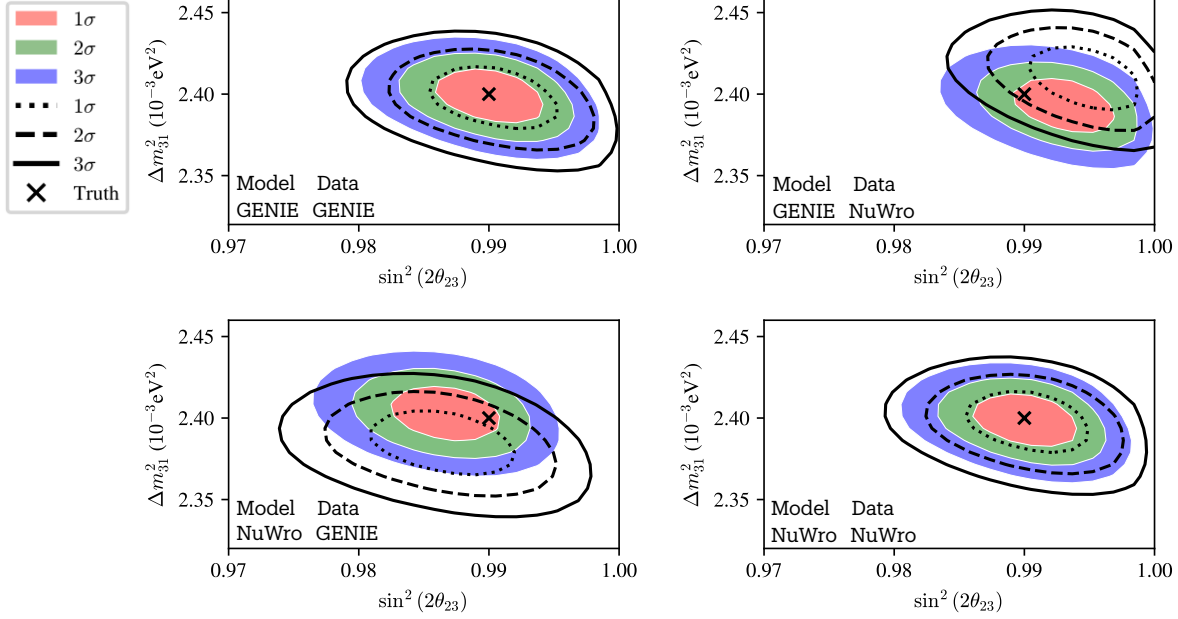 1σ
2σ
3σ
1σ
2σ
3σ
Truth
2.45
2.40
2.35
Δm²₃₁ (10⁻³eV²)
Model Data
GENIE GENIE
0.97 0.98 0.99 1.00
sin² (2θ₂₃)
2.45
2.40
2.35
Δm²₃₁ (10⁻³eV²)
Model Data
GENIE NuWro
0.97 0.98 0.99 1.00
sin² (2θ₂₃)
2.45
2.40
2.35
Δm²₃₁ (10⁻³eV²)
Model Data
NuWro GENIE
0.97 0.98 0.99 1.00
sin² (2θ₂₃)
2.45
2.40
2.35
Δm²₃₁ (10⁻³eV²)
Model Data
NuWro NuWro
0.97 0.98 0.99 1.00
sin² (2θ₂₃)